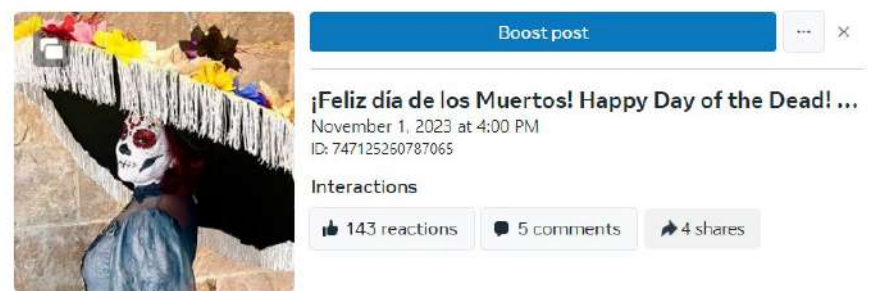 Boost post
¡Feliz día de los Muertos! Happy Day of the Dead! ...
November 1, 2023 at 4:00 PM
ID: 747125260787065
Interactions
143 reactions
5 comments
4 shares